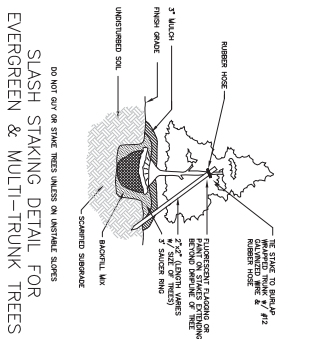 RUBBER HOSE
TIE STAKE TO BURLAP
WRAPPED TRUNK W/ #12
GALVANIZED WIRE &
RUBBER HOSE
FLUORESCENT FLAGGING OR
PAINT ON STAKES EXTENDING
BEYOND DRIPLINE OF TREE
2"x2" (LENGTH VARIES
W/ SIZE OF TREES)
3' SAUCER RING
3" MULCH
FINISH GRADE
UNDISTURBED SOIL
BACKFILL MIX
SCARIFIED SUBGRADE
DO NOT GUY OR STAKE TREES UNLESS ON UNSTABLE SLOPES
SLASH STAKING DETAIL FOR
EVERGREEN & MULTI-TRUNK TREES